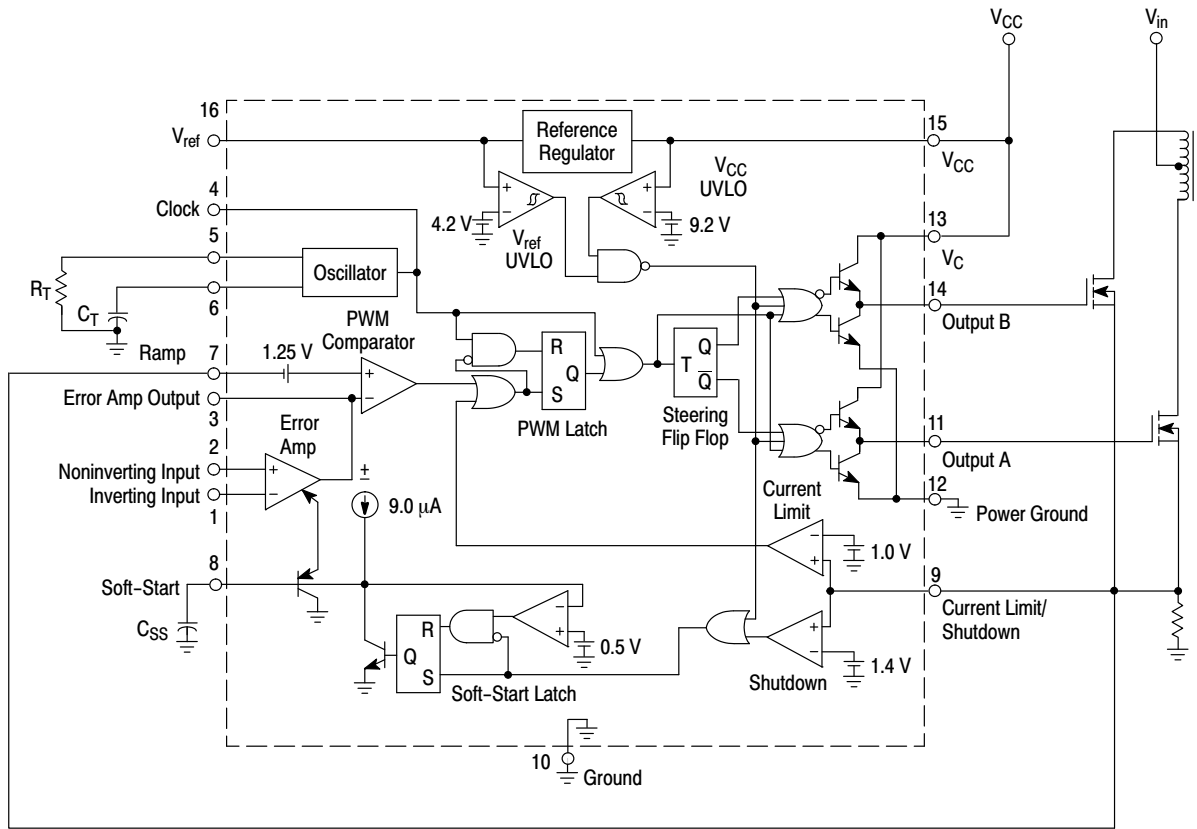 VCC
Vin
16
Vref
Reference
Regulator
15
VCC
VCC
UVLO
4
Clock
4.2 V
9.2 V
Vref
UVLO
13
VC
5
RT
Oscillator
6
CT
14
Output B
PWM
Comparator
7
Ramp
1.25 V
R
Q
S
PWM Latch
T
Q
Q̅
Steering
Flip Flop
Error Amp Output
3
Error
Amp
2
Noninverting Input
Inverting Input
1
+
−
+
−
+
−
+
−
±
9.0 µA
11
Output A
12
Power Ground
Current
Limit
−
+
1.0 V
8
Soft-Start
CSS
9
Current Limit/
Shutdown
R
Q
S
Soft-Start Latch
−
+
0.5 V
+
−
1.4 V
Shutdown
10
Ground